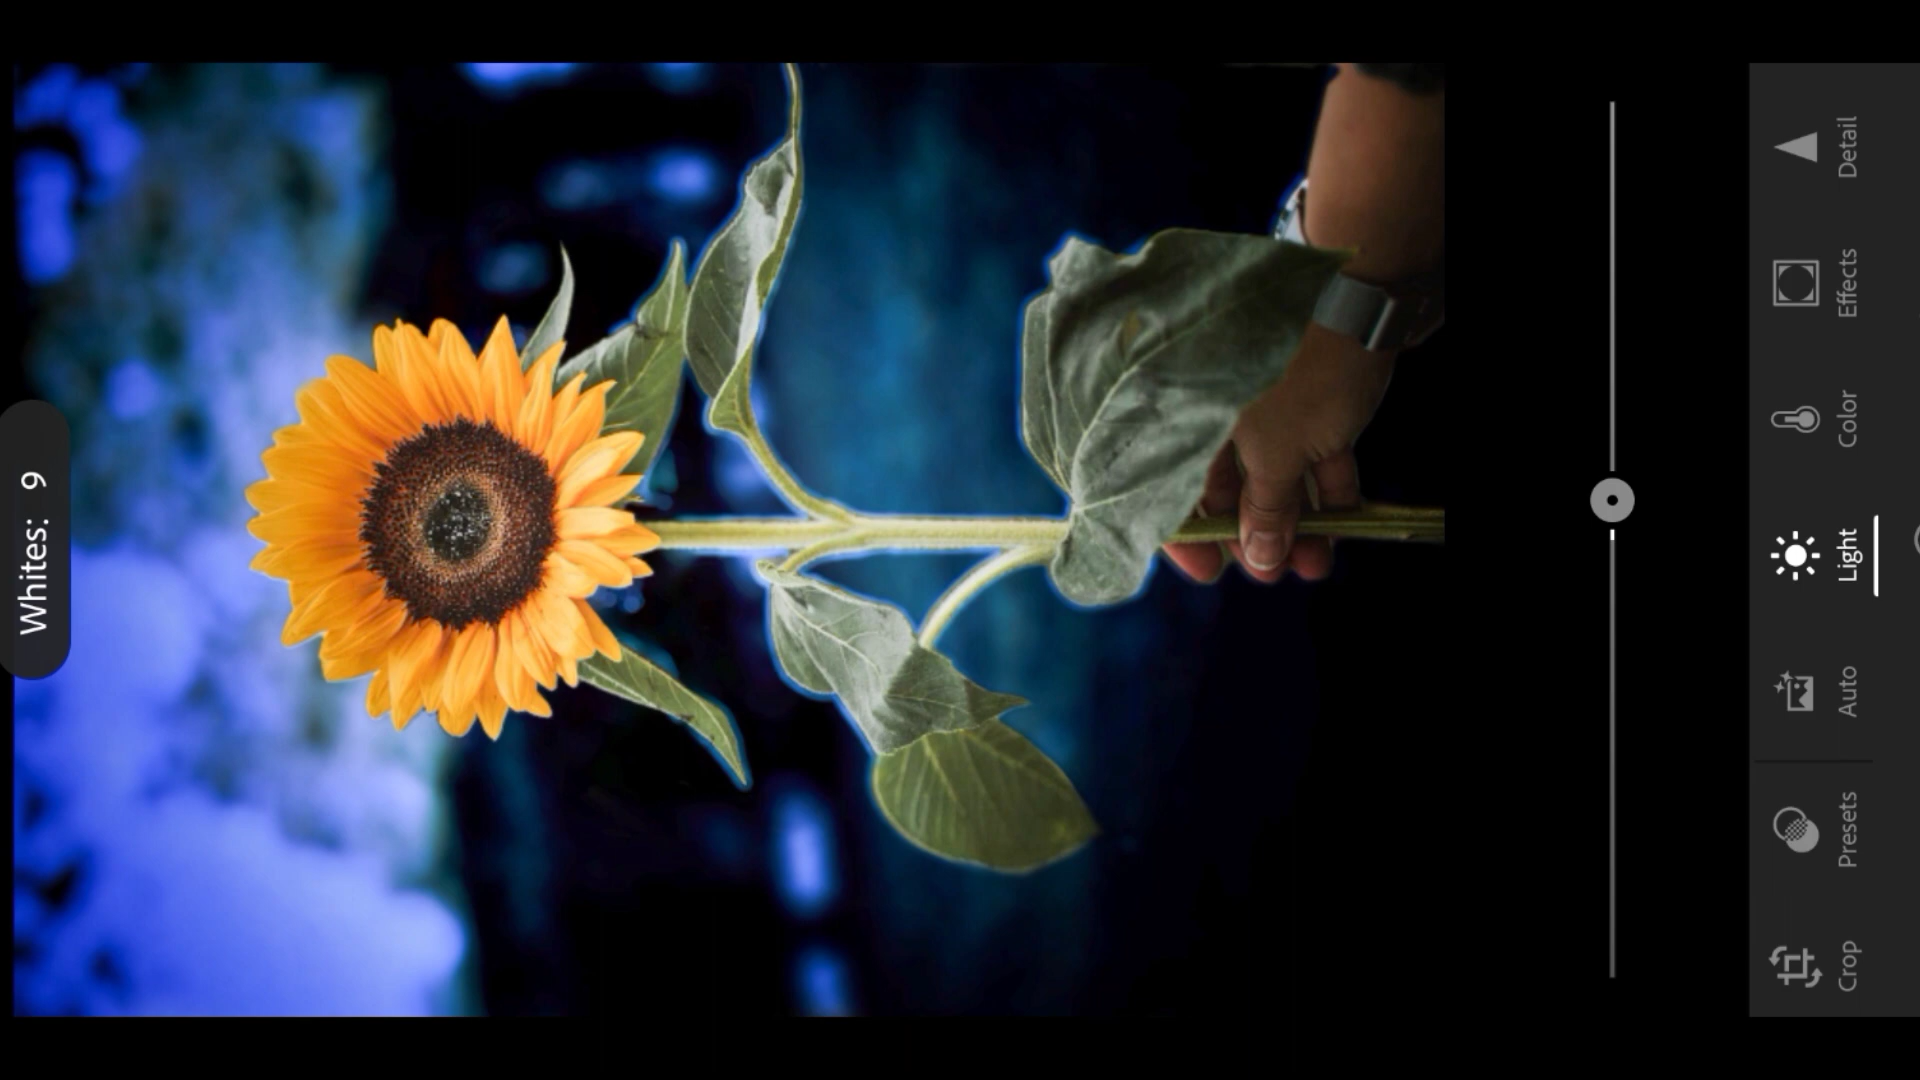 Whites: 9
Crop
Presets
Auto
Light
Color
Effects
Detail